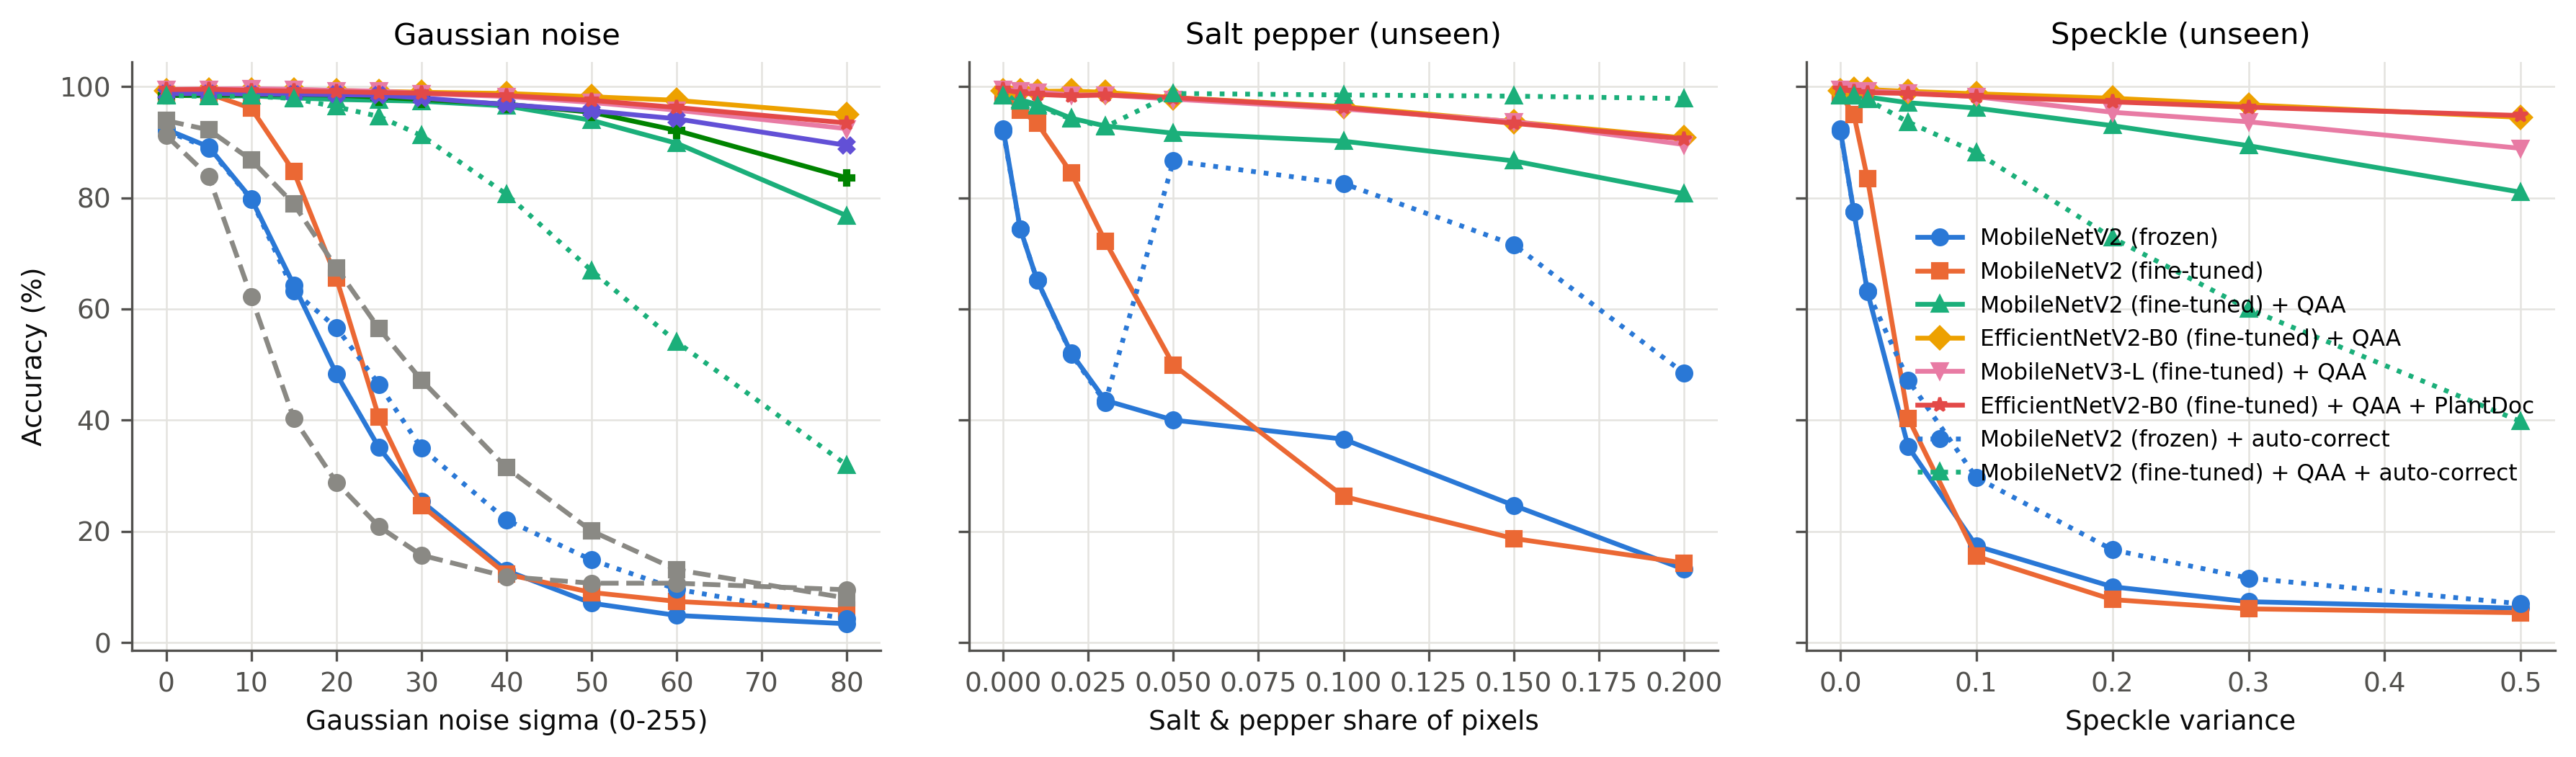 Gaussian noise
Salt pepper (unseen)
Speckle (unseen)
Accuracy (%)
100
80
60
40
20
0
0 10 20 30 40 50 60 70 80
0.000 0.025 0.050 0.075 0.100 0.125 0.150 0.175 0.200
0.0 0.1 0.2 0.3 0.4 0.5
Gaussian noise sigma (0-255)
Salt & pepper share of pixels
Speckle variance
MobileNetV2 (frozen)
MobileNetV2 (fine-tuned)
MobileNetV2 (fine-tuned) + QAA
EfficientNetV2-B0 (fine-tuned) + QAA
MobileNetV3-L (fine-tuned) + QAA
EfficientNetV2-B0 (fine-tuned) + QAA + PlantDoc
MobileNetV2 (frozen) + auto-correct
MobileNetV2 (fine-tuned) + QAA + auto-correct